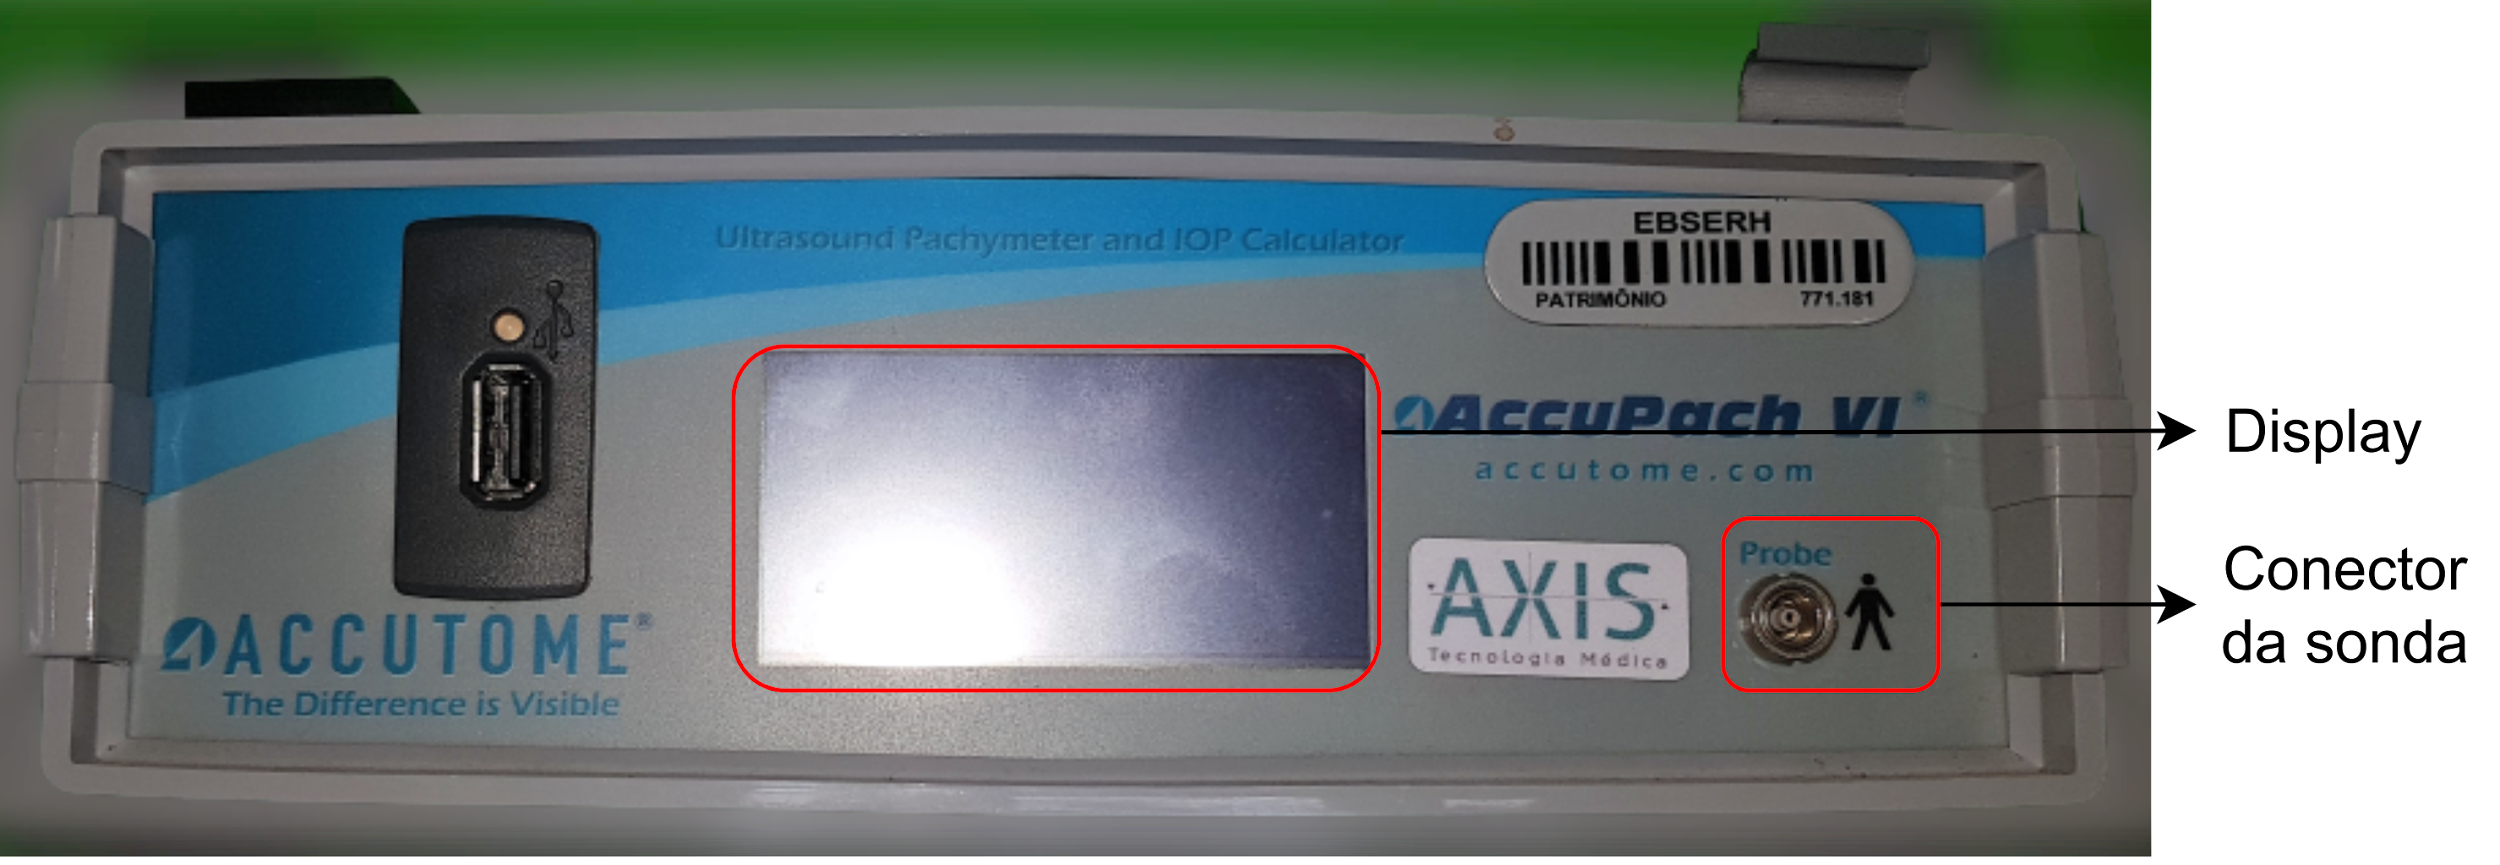 Ultrasound Pachymeter and IOP Calculator
EBSERH
PATRIMÔNIO 771.181
AccuPach VI®
accutome.com
Display
AXIS
Tecnologia Médica
Probe
Conector
da sonda
ACCUTOME®
The Difference is Visible